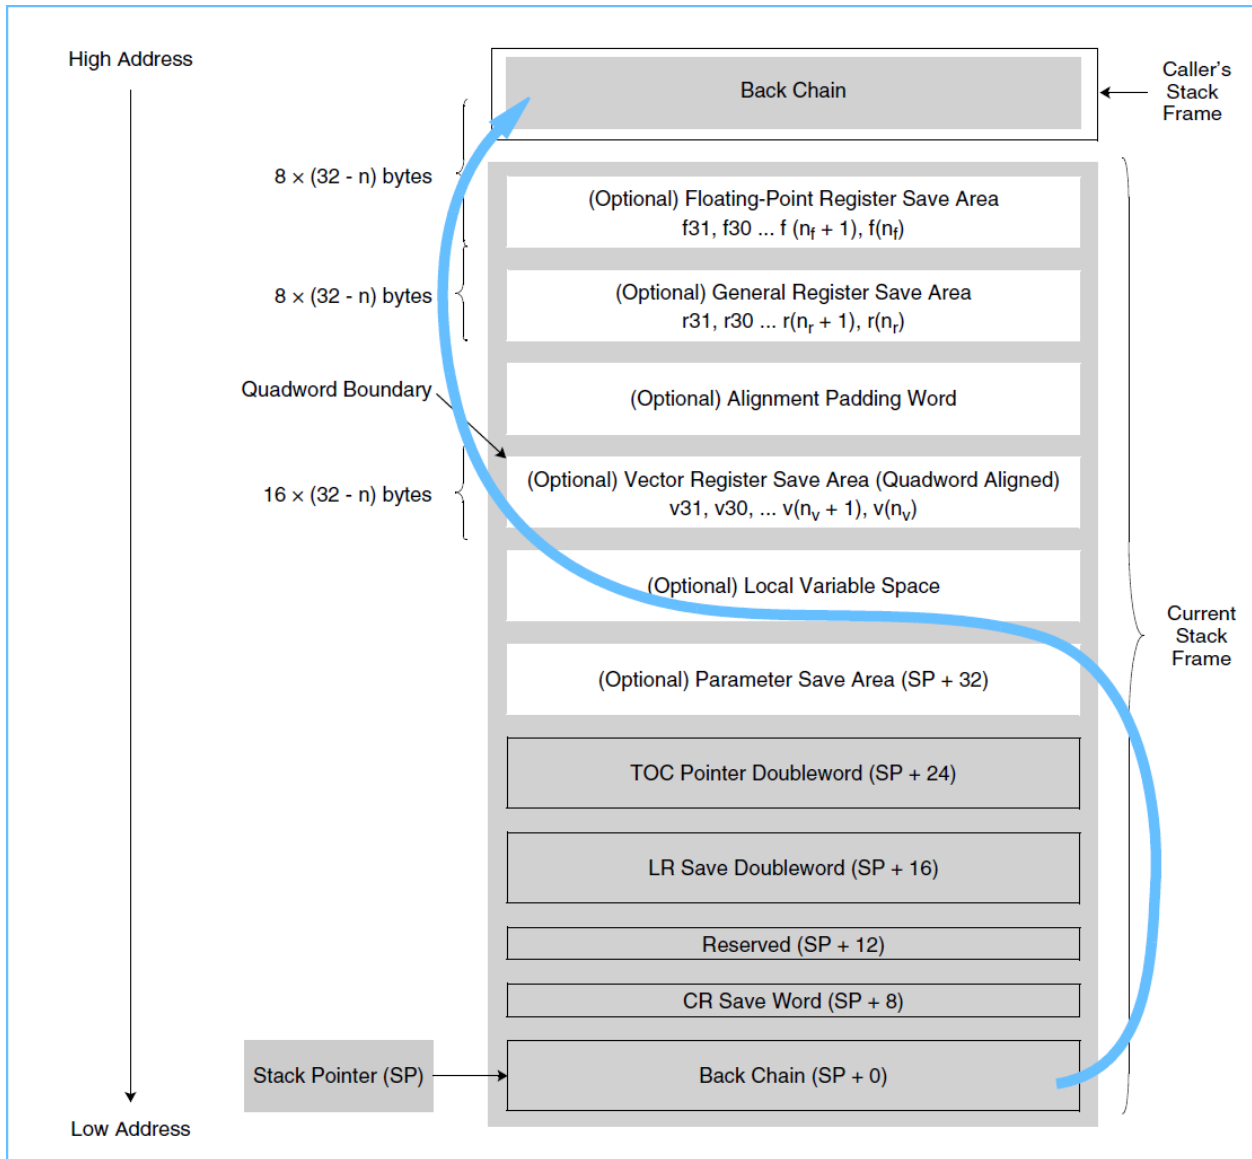 High Address
Back Chain
Caller's
Stack
Frame
8 × (32 - n) bytes
(Optional) Floating-Point Register Save Area
f31, f30 ... f (nf + 1), f(nf)
8 × (32 - n) bytes
(Optional) General Register Save Area
r31, r30 ... r(nr + 1), r(nr)
Quadword Boundary
(Optional) Alignment Padding Word
16 × (32 - n) bytes
(Optional) Vector Register Save Area (Quadword Aligned)
v31, v30, ... v(nv + 1), v(nv)
(Optional) Local Variable Space
Current
Stack
Frame
(Optional) Parameter Save Area (SP + 32)
TOC Pointer Doubleword (SP + 24)
LR Save Doubleword (SP + 16)
Reserved (SP + 12)
CR Save Word (SP + 8)
Stack Pointer (SP)
Back Chain (SP + 0)
Low Address